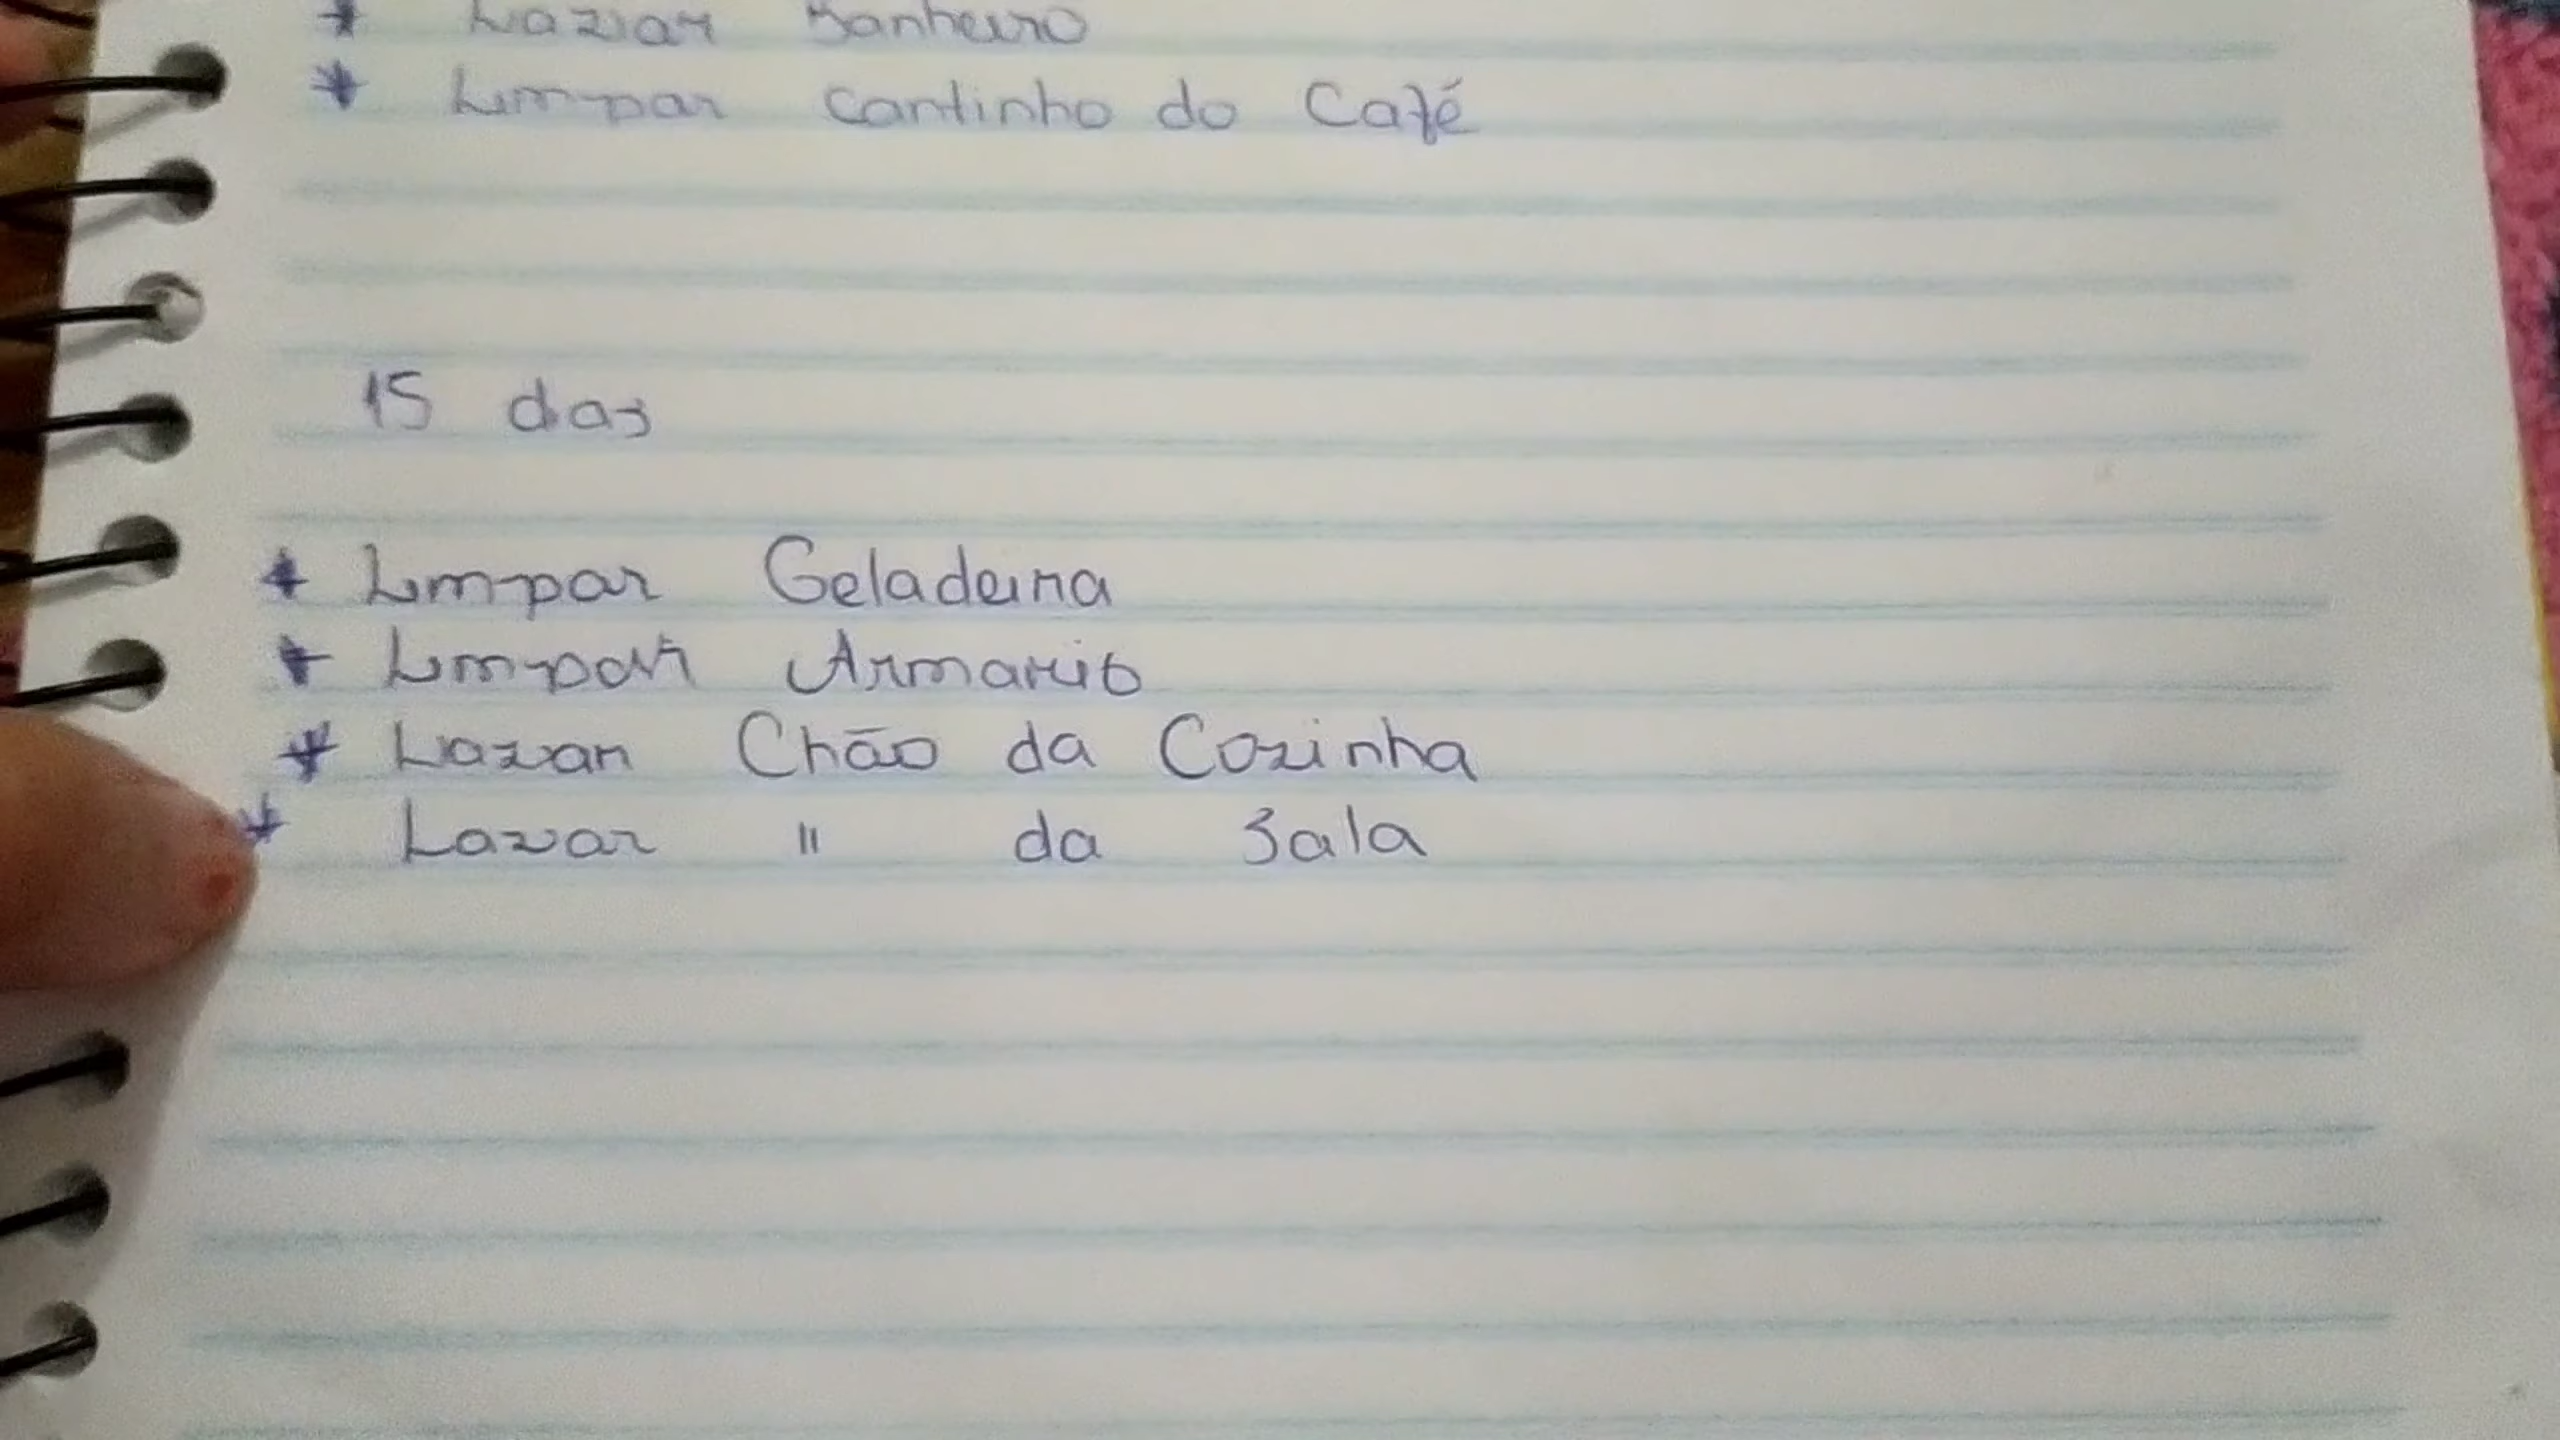 * Lavar Banheiro
* Limpar Cantinho do Café
15 dias
* Limpar Geladeira
* Limpar Armario
* Lavar Chão da Cozinha
* Lavar " da Sala